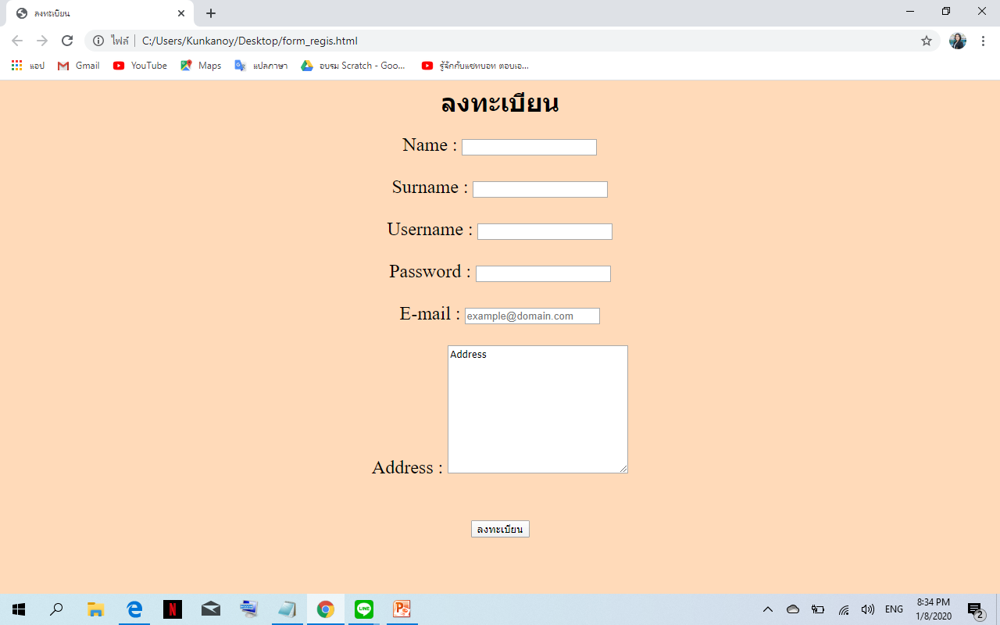 ลงทะเบียน
ไฟล์ C:/Users/Kunkanoy/Desktop/form_regis.html
แอป Gmail YouTube Maps แปลภาษา อบรม Scratch - Goo... รู้จักกับแชทบอท ตอบเอ...
ลงทะเบียน
Name :
Surname :
Username :
Password :
E-mail : example@domain.com
Address
Address :
ลงทะเบียน
N LINE P ENG 8:34 PM
1/8/2020 2